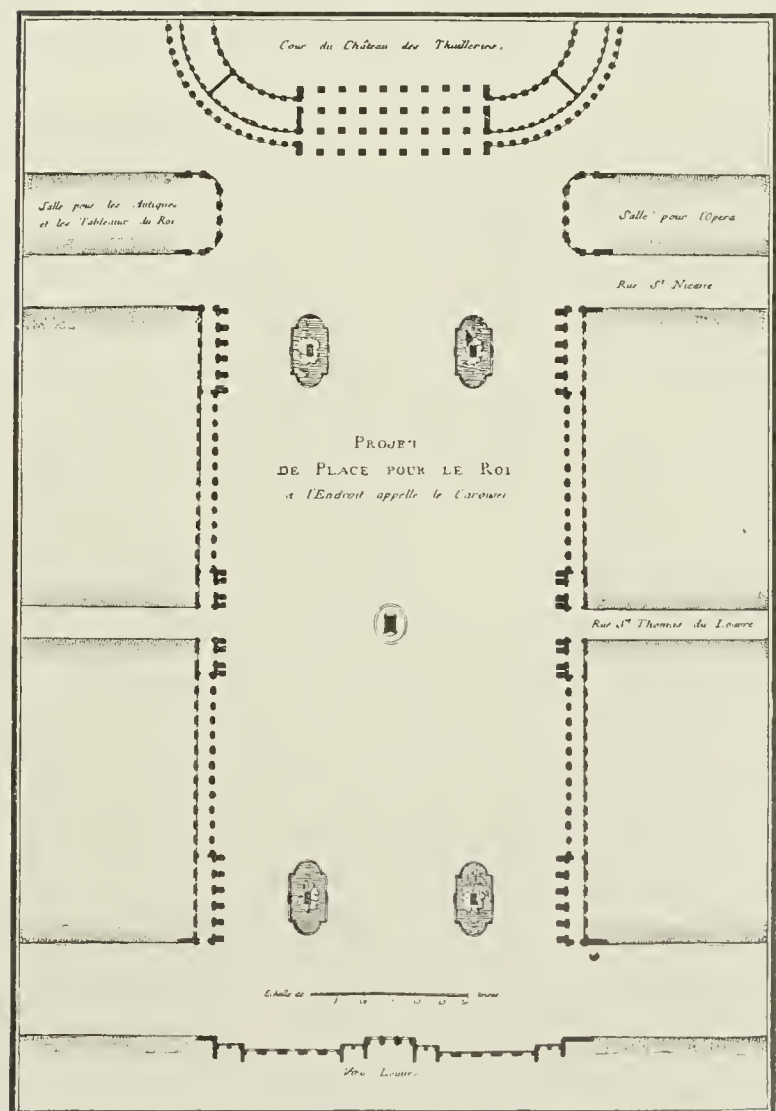 Cour du Château des Thuilleries.
Salle pour les Antiques
et les Tableaux du Roi
Salle pour l'Opera
Rue St Nicaire
PROJET
DE PLACE POUR LE ROI
a l'Endroit appelle le Carousel
Rue St Thomas du Louvre
Echelle de
toises
Louvre